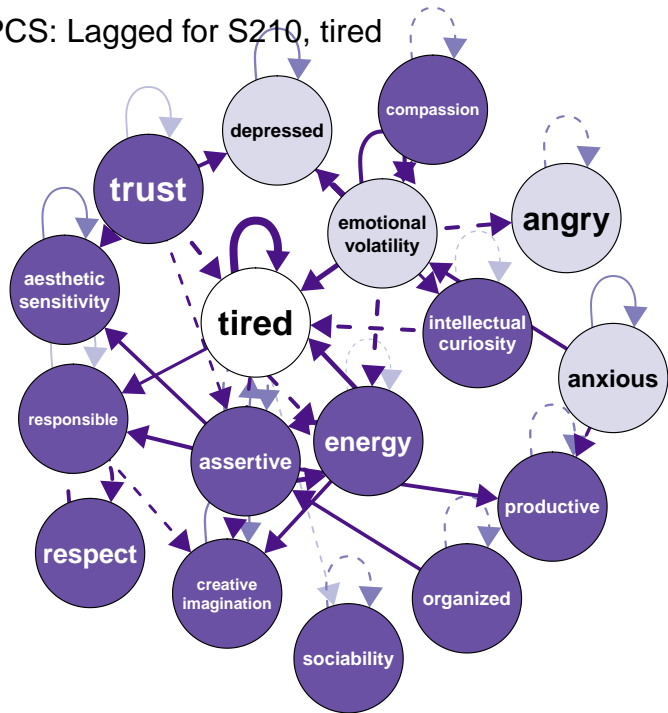 PCS: Lagged for S210, tired
compassion
depressed
trust
angry
emotional
volatility
aesthetic
sensitivity
tired
intellectual
curiosity
anxious
responsible
energy
assertive
productive
respect
creative
imagination
organized
sociability